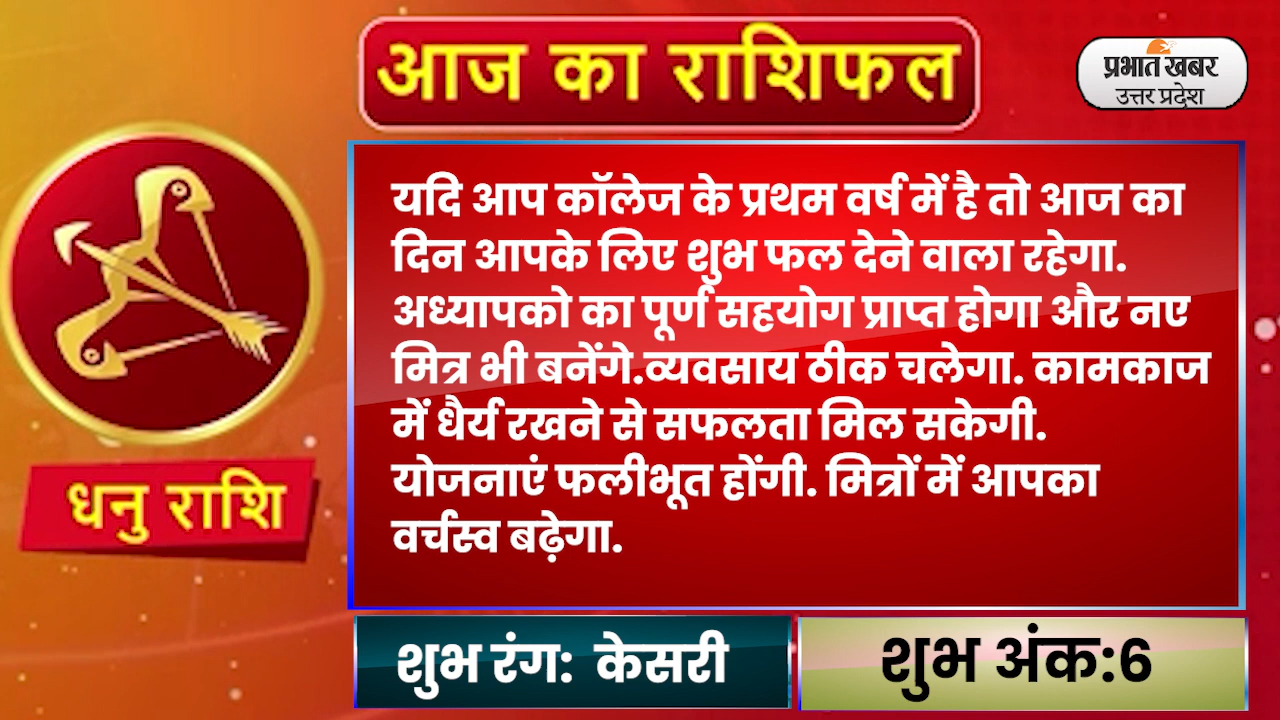 आज का राशिफल
प्रभात खबर
उत्तर प्रदेश
यदि आप कॉलेज के प्रथम वर्ष में है तो आज का
दिन आपके लिए शुभ फल देने वाला रहेगा.
अध्यापको का पूर्ण सहयोग प्राप्त होगा और नए
मित्र भी बनेंगे.व्यवसाय ठीक चलेगा. कामकाज
में धैर्य रखने से सफलता मिल सकेगी.
योजनाएं फलीभूत होंगी. मित्रों में आपका
वर्चस्व बढ़ेगा.
धनु राशि
शुभ रंग: केसरी
शुभ अंक:6